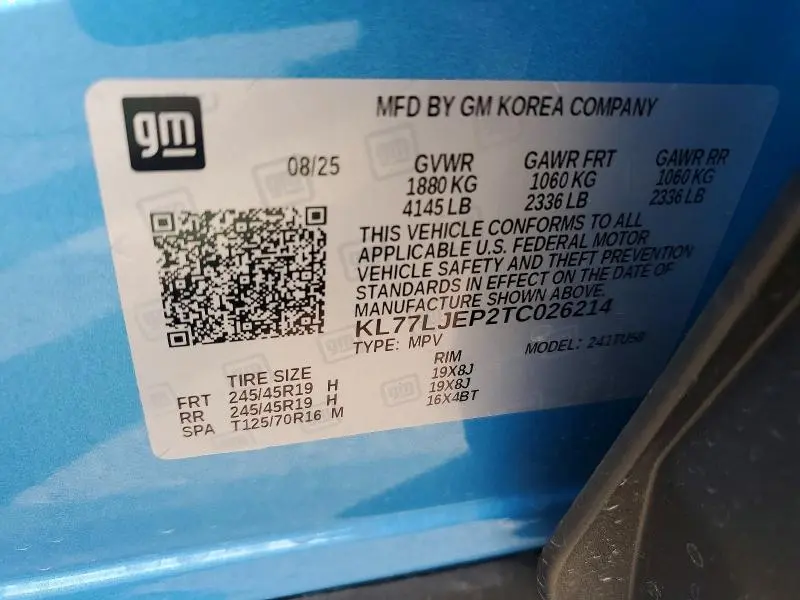 gm
MFD BY GM KOREA COMPANY
08/25
GVWR GAWR FRT GAWR RR
1880 KG 1060 KG 1060 KG
4145 LB 2336 LB 2336 LB
THIS VEHICLE CONFORMS TO ALL
APPLICABLE U.S. FEDERAL MOTOR
VEHICLE SAFETY AND THEFT PREVENTION
STANDARDS IN EFFECT ON THE DATE OF
MANUFACTURE SHOWN ABOVE.
KL77LJEP2TC026214
TYPE: MPV MODEL:
TIRE SIZE RIM
FRT 245/45R19 H 19X8J
RR 245/45R19 H 19X8J
SPA T125/70R16 M 16X4BT